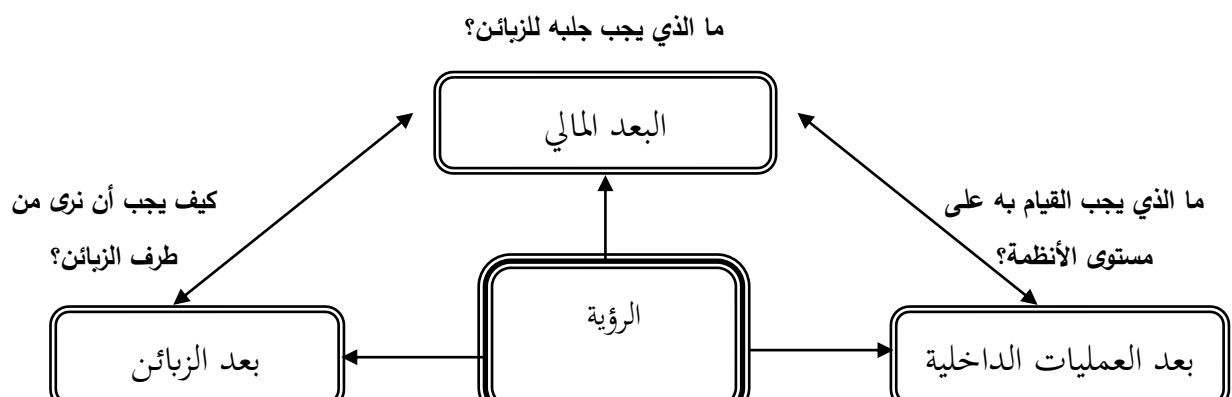 ما الذي يجب جلبه للزبائن؟
البعد المالي
ما الذي يجب القيام به على
مستوى الأنظمة؟
كيف يجب أن نرى من
طرف الزبائن؟
بعد العمليات الداخلية
الرؤية
بعد الزبائن